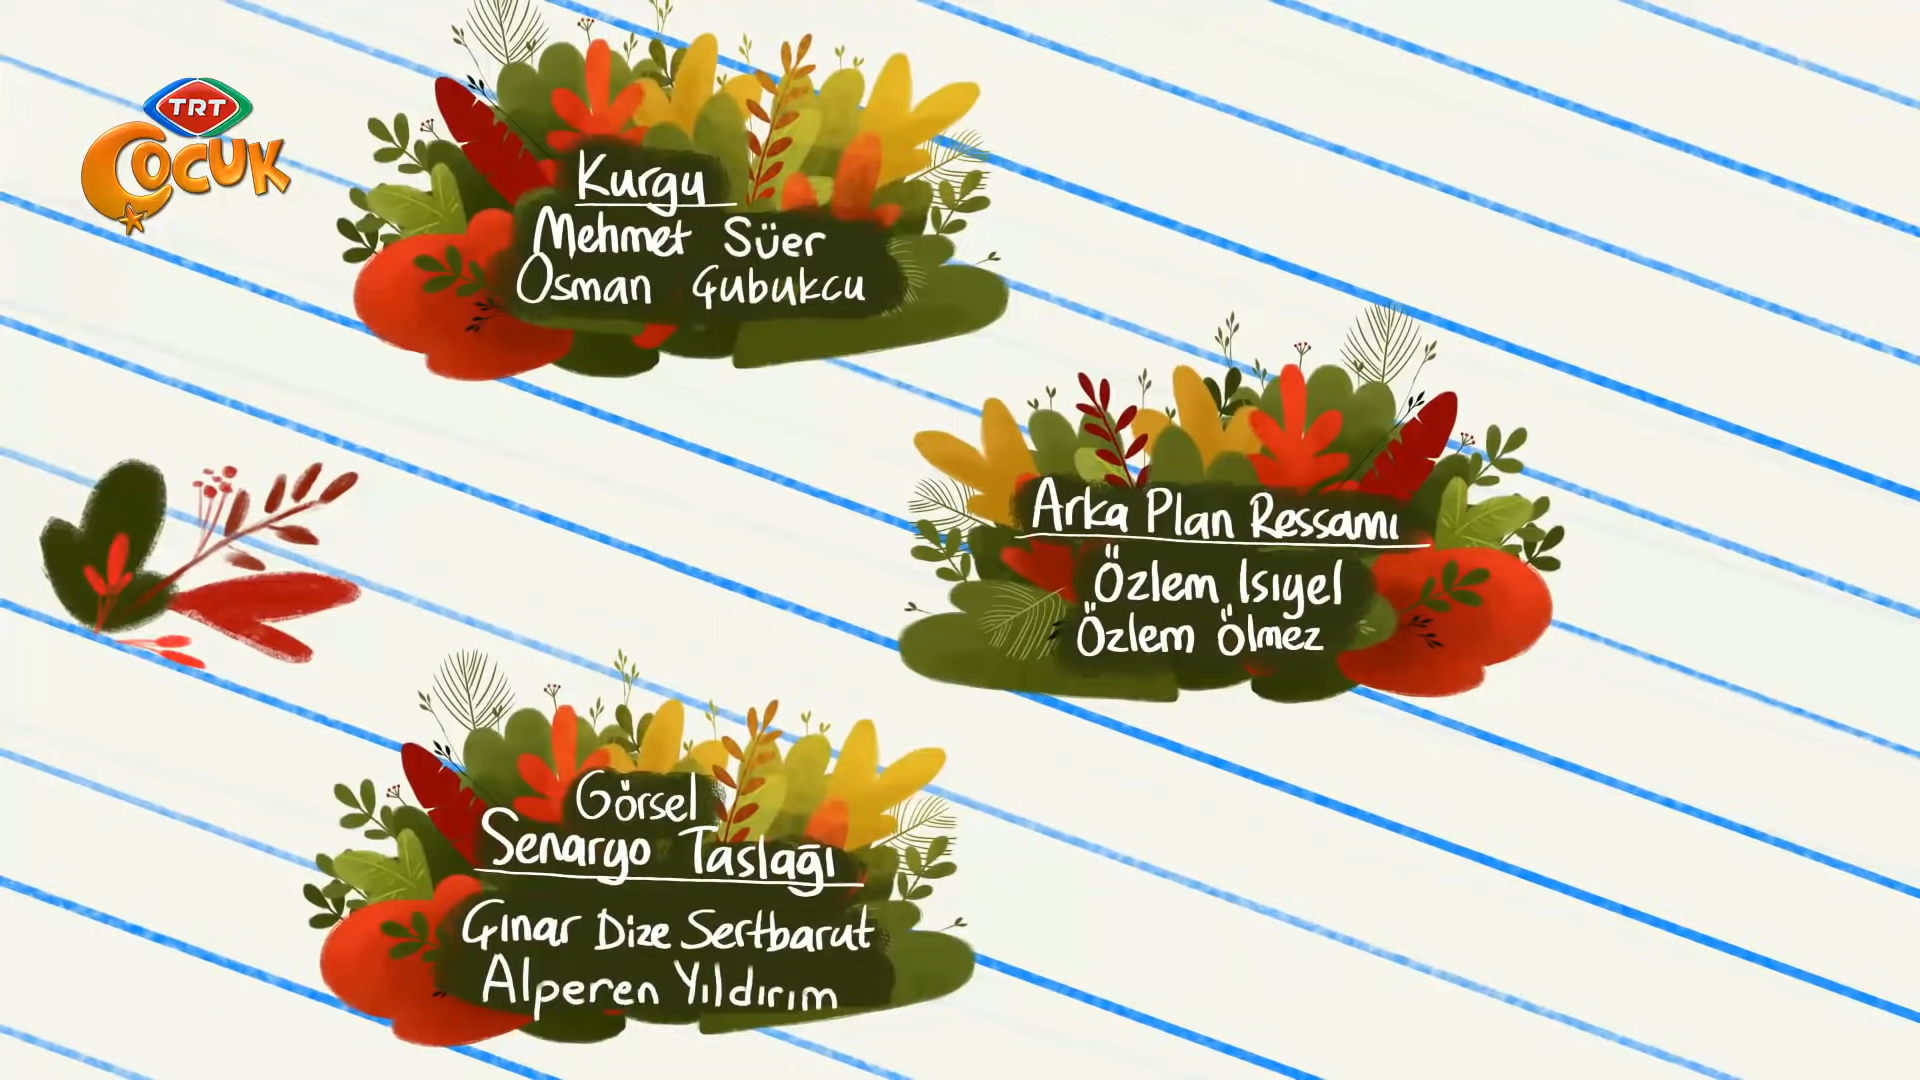 TRT
ÇOCUK
Kurgu
Mehmet Süer
Osman Çubukcu
Arka Plan Ressamı
Özlem Isıyel
Özlem Ölmez
Görsel
Senaryo Taslağı
Çınar Dize Sertbarut
Alperen Yıldırım